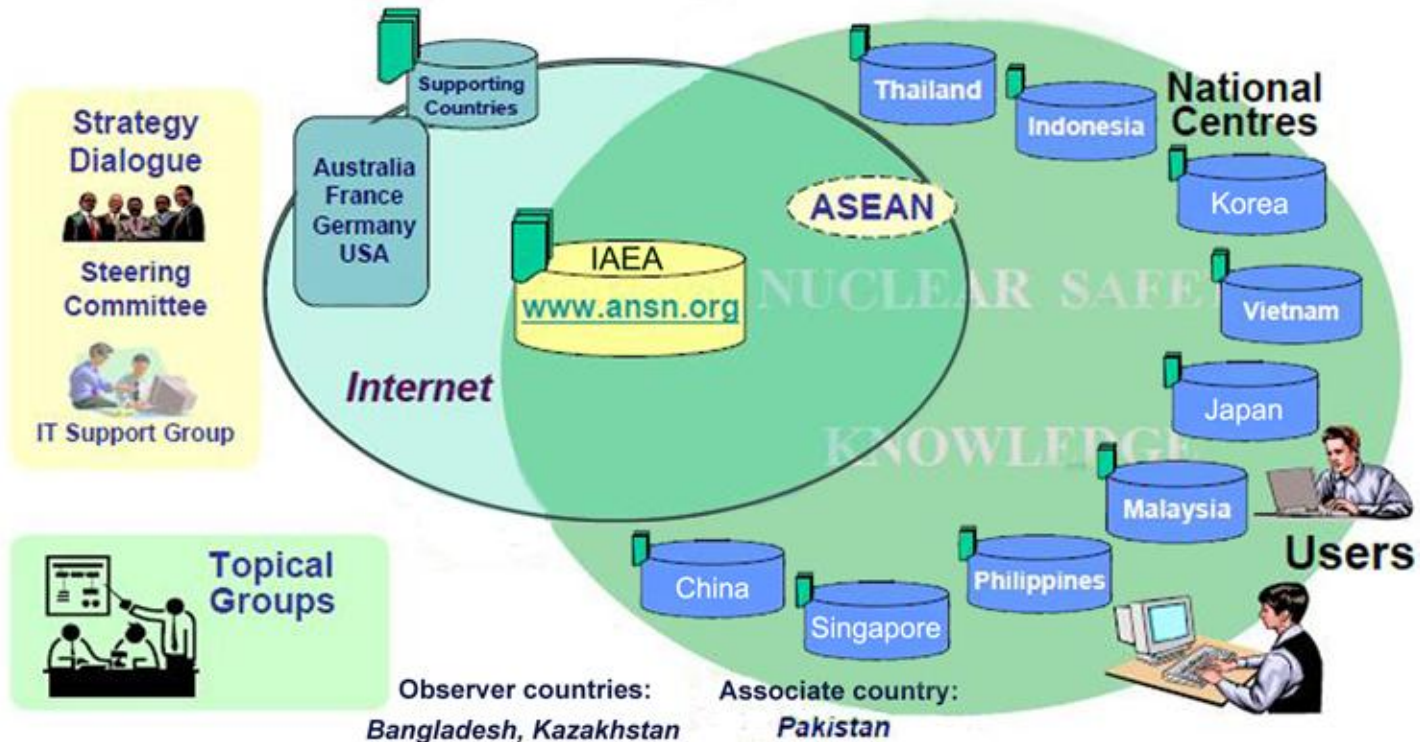 Strategy
Dialogue
Steering
Committee
IT Support Group
Topical
Groups
Supporting
Countries
Australia
France
Germany
USA
Internet
IAEA
www.ansn.org
ASEAN
NUCLEAR SAFE
KNOWLEDGE
National
Centres
Thailand
Indonesia
Korea
Vietnam
Japan
Malaysia
Philippines
Singapore
China
Users
Observer countries:
Bangladesh, Kazakhstan
Associate country:
Pakistan